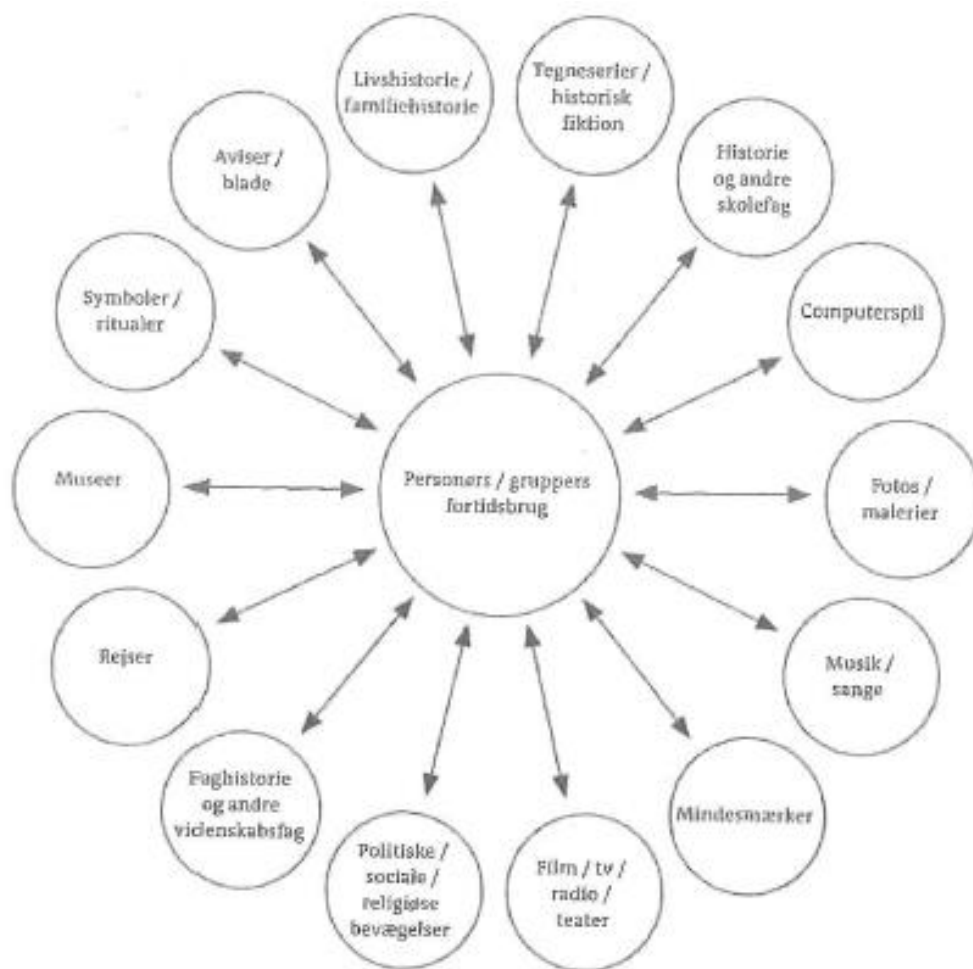 Livshistorie /
familiehistorie
Tegneserier /
historisk
fiktion
Historie
og andre
skolefag
Computerspil
Fotos /
malerier
Musik /
sange
Mindesmærker
Film / tv /
radio /
teater
Politiske /
sociale /
religiøse
bevægelser
Faghistorie
og andre
videnskabsfag
Rejser
Museer
Symboler /
ritualer
Aviser /
blade
Personers / gruppers
fortidsbrug